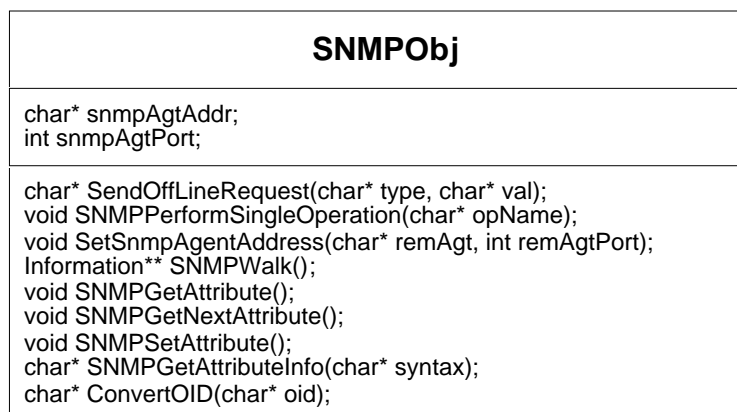 SNMPObj
char* snmpAgtAddr;
int snmpAgtPort;
char* SendOffLineRequest(char* type, char* val);
void SNMPPerformSingleOperation(char* opName);
void SetSnmpAgentAddress(char* remAgt, int remAgtPort);
Information** SNMPWalk();
void SNMPGetAttribute();
void SNMPGetNextAttribute();
void SNMPSetAttribute();
char* SNMPGetAttributeInfo(char* syntax);
char* ConvertOID(char* oid);